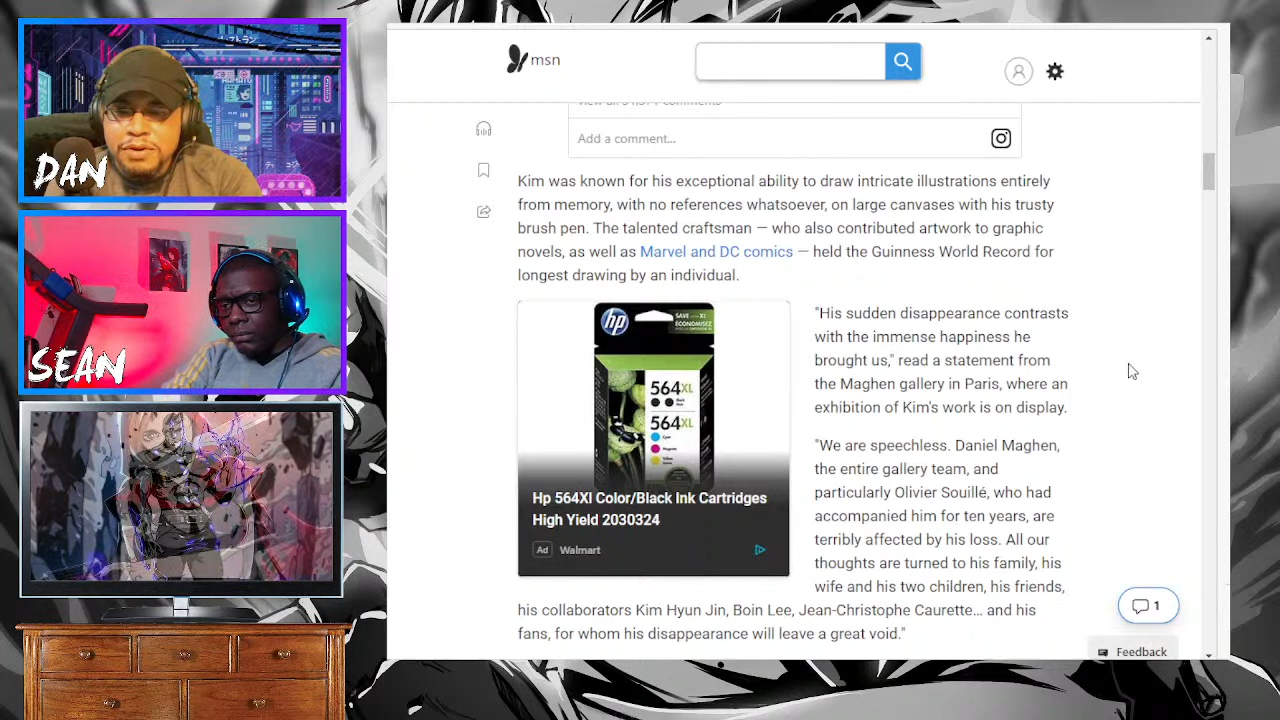 DAN
SEAN
msn
Add a comment...
Kim was known for his exceptional ability to draw intricate illustrations entirely
from memory, with no references whatsoever, on large canvases with his trusty
brush pen. The talented craftsman — who also contributed artwork to graphic
novels, as well as Marvel and DC comics — held the Guinness World Record for
longest drawing by an individual.
hp
SAVE
ÉCONOMISEZ
564XL
564XL
Hp 564Xl Color/Black Ink Cartridges
High Yield 2030324
Ad Walmart
"His sudden disappearance contrasts
with the immense happiness he
brought us," read a statement from
the Maghen gallery in Paris, where an
exhibition of Kim's work is on display.
"We are speechless. Daniel Maghen,
the entire gallery team, and
particularly Olivier Souillé, who had
accompanied him for ten years, are
terribly affected by his loss. All our
thoughts are turned to his family, his
wife and his two children, his friends,
his collaborators Kim Hyun Jin, Boin Lee, Jean-Christophe Caurette… and his
fans, for whom his disappearance will leave a great void."
1
Feedback